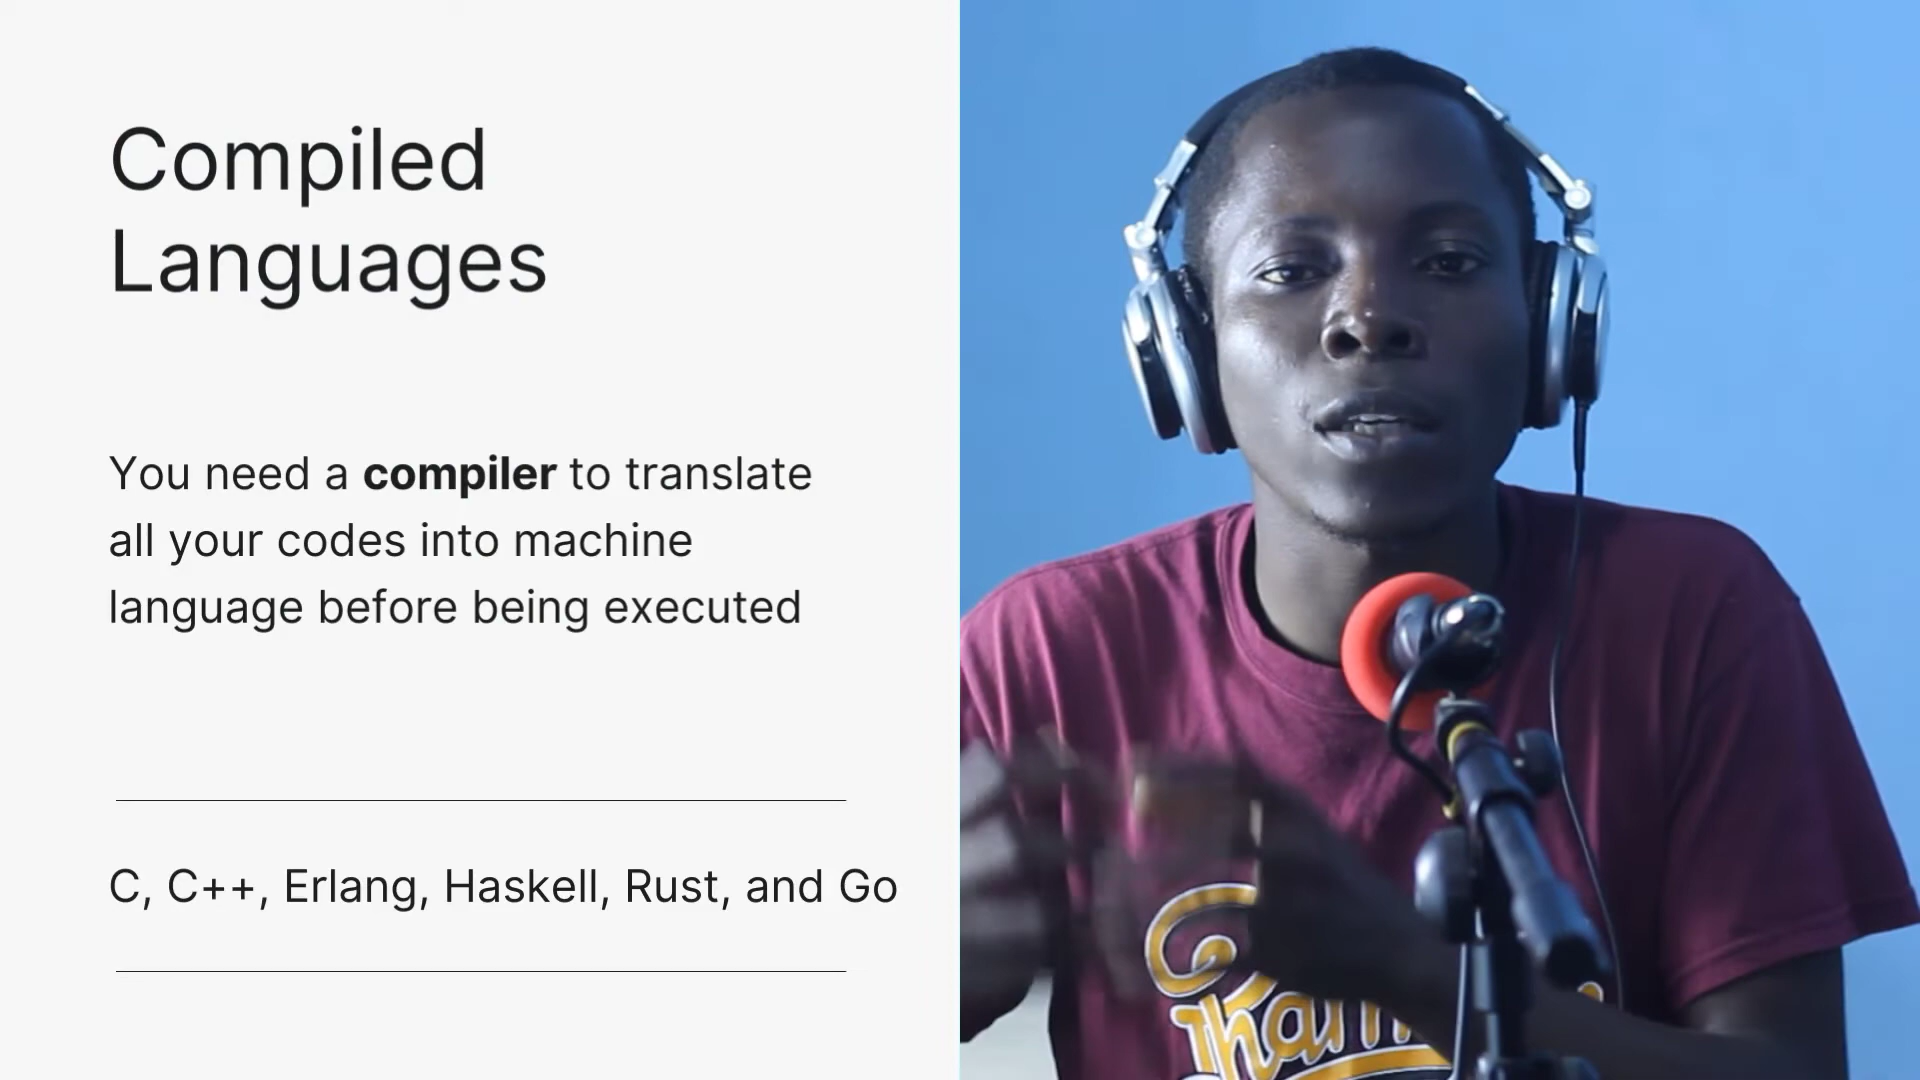 Compiled
Languages
You need a compiler to translate
all your codes into machine
language before being executed
C, C++, Erlang, Haskell, Rust, and Go